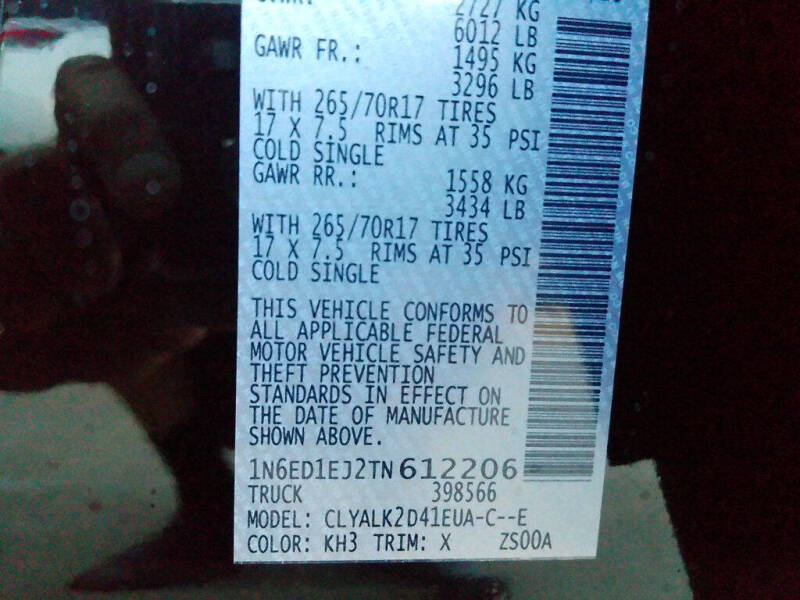 2727 KG
6012 LB
GAWR FR.: 1495 KG
3296 LB
WITH 265/70R17 TIRES
17 X 7.5 RIMS AT 35 PSI
COLD SINGLE
GAWR RR.: 1558 KG
3434 LB
WITH 265/70R17 TIRES
17 X 7.5 RIMS AT 35 PSI
COLD SINGLE
THIS VEHICLE CONFORMS TO
ALL APPLICABLE FEDERAL
MOTOR VEHICLE SAFETY AND
THEFT PREVENTION
STANDARDS IN EFFECT ON
THE DATE OF MANUFACTURE
SHOWN ABOVE.
1N6ED1EJ2TN612206
TRUCK 398566
MODEL: CLYALK2D41EUA-C--E
COLOR: KH3 TRIM: X ZS00A